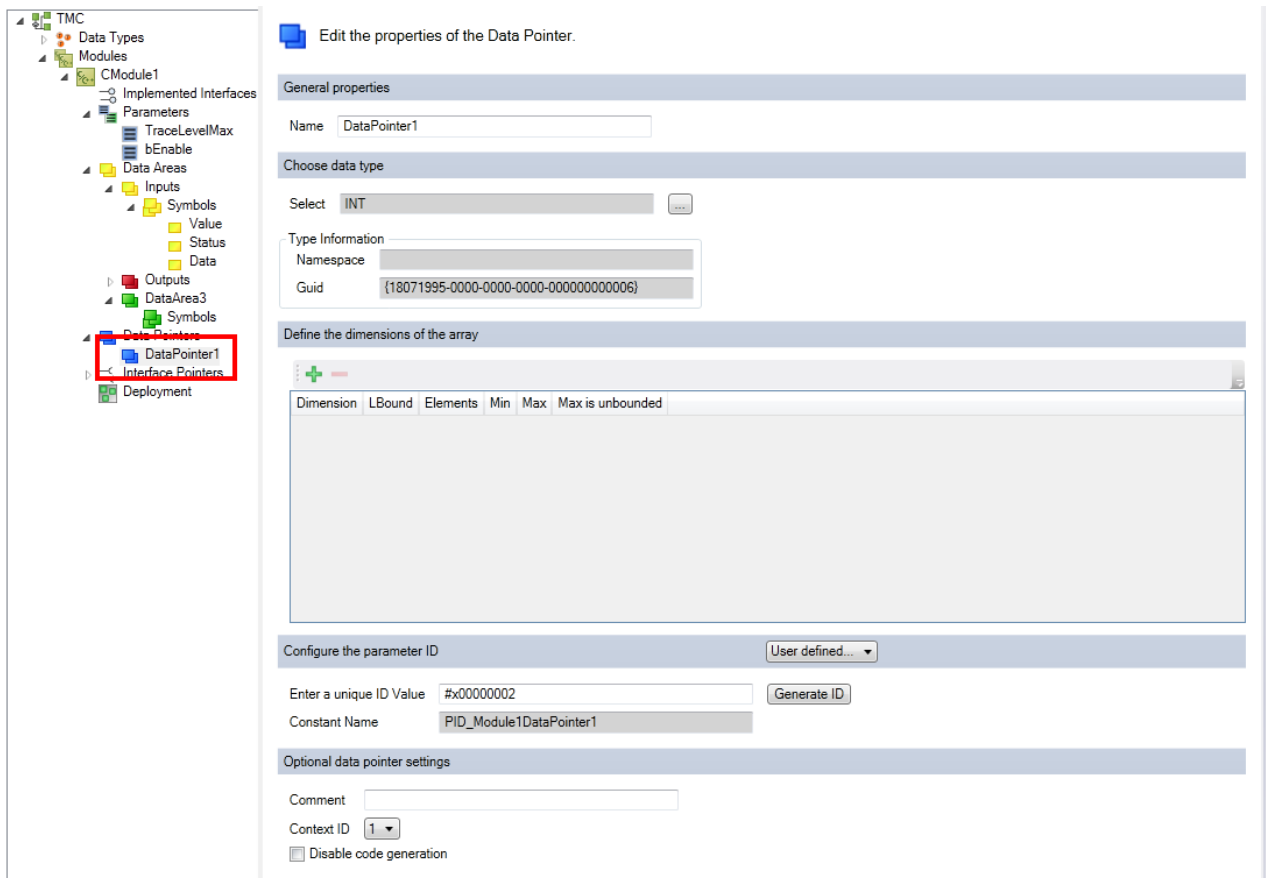 TMC
Data Types
Modules
CModule1
Implemented Interfaces
Parameters
TraceLevelMax
bEnable
Data Areas
Inputs
Symbols
Value
Status
Data
Outputs
DataArea3
Symbols
Data Pointers
DataPointer1
Interface Pointers
Deployment
Edit the properties of the Data Pointer.
General properties
Name DataPointer1
Choose data type
Select INT ...
Type Information
Namespace
Guid {18071995-0000-0000-0000-000000000006}
Define the dimensions of the array
Dimension LBound Elements Min Max Max is unbounded
Configure the parameter ID User defined...
Enter a unique ID Value #x00000002 Generate ID
Constant Name PID_Module1DataPointer1
Optional data pointer settings
Comment
Context ID 1
Disable code generation